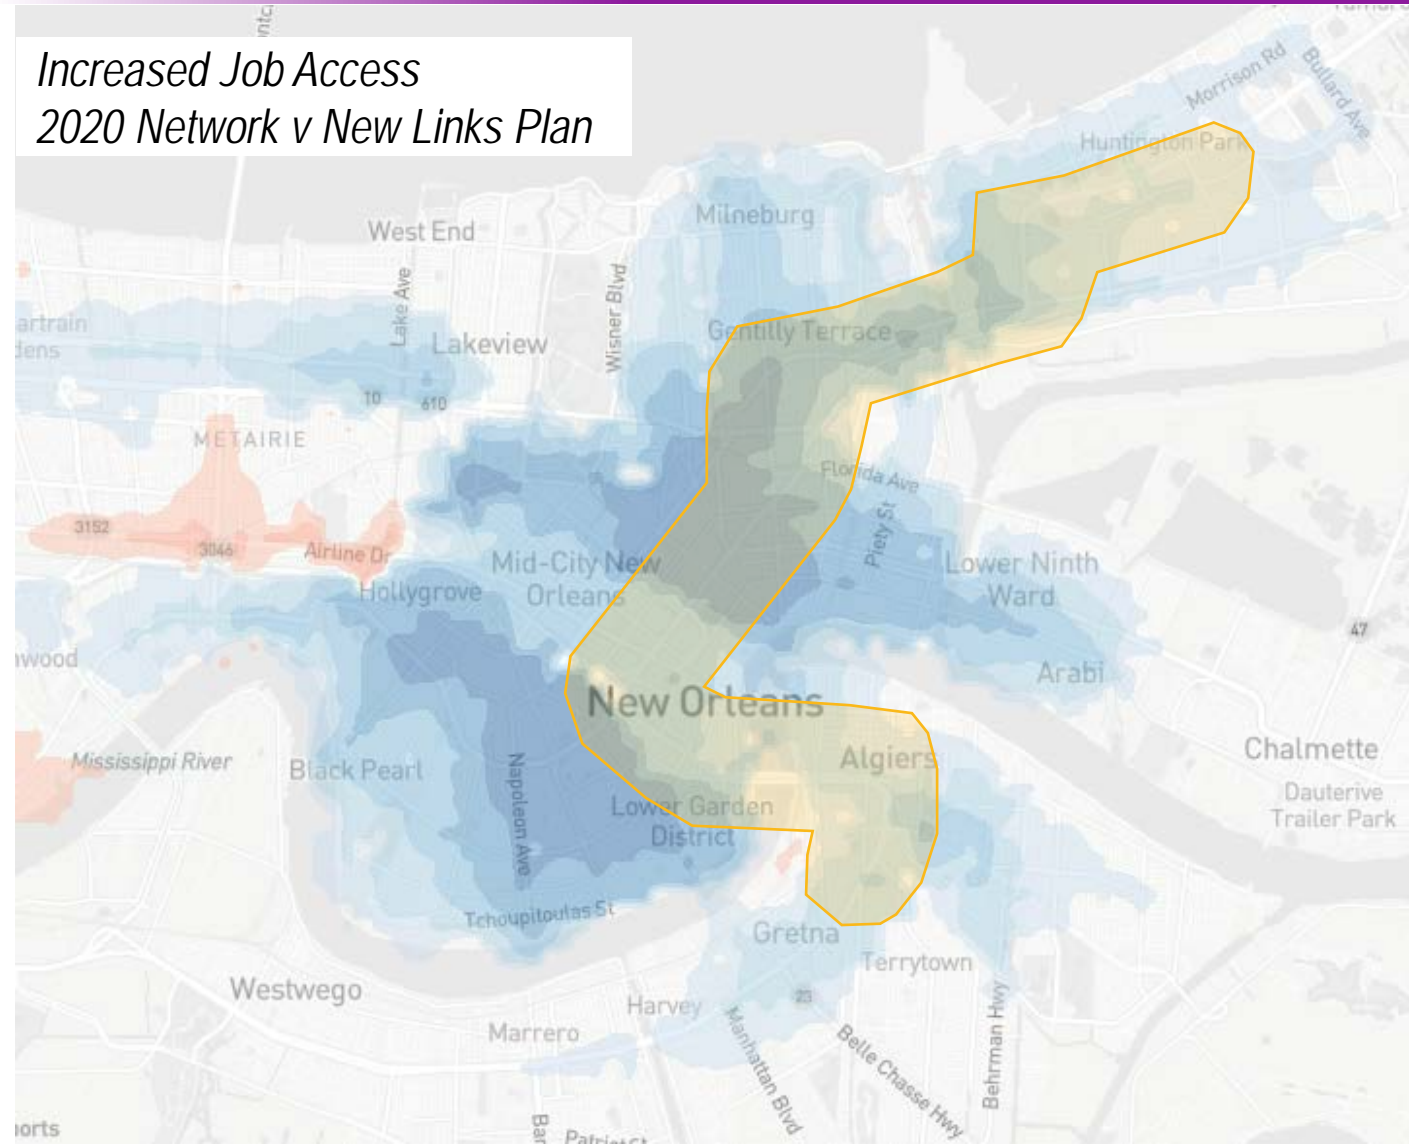 Increased Job Access
2020 Network v New Links Plan
Morrison Rd
Bullard Ave
Huntington Park
Milneburg
West End
Lake Ave
Wisner Blvd
Lakeview
Gentilly Terrace
10
610
METAIRIE
Florida Ave
3152
3046
Airline Dr
Piety St
Mid-City New
Orleans
Lower Ninth
Ward
Hollygrove
47
Arabi
New Orleans
Mississippi River
Black Pearl
Napoleon Ave
Algiers
Chalmette
Dauterive
Trailer Park
Lower Garden
District
Tchoupitoulas St
Gretna
Terrytown
Westwego
23
Harvey
Marrero
Manhattan Blvd
Belle Chasse Hwy
Behrman Hwy